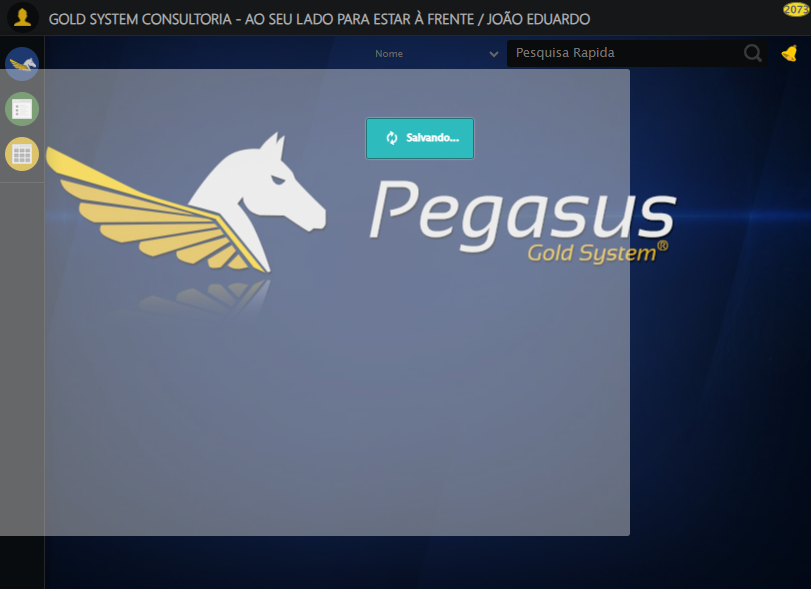 GOLD SYSTEM CONSULTORIA - AO SEU LADO PARA ESTAR À FRENTE / JOÃO EDUARDO
2073
Nome
Pesquisa Rapida
Salvando...
Pegasus
Gold System®